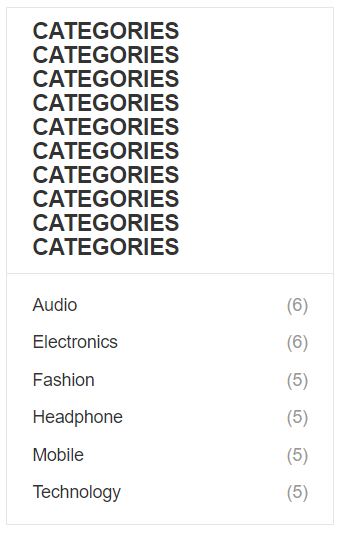 CATEGORIES
CATEGORIES
CATEGORIES
CATEGORIES
CATEGORIES
CATEGORIES
CATEGORIES
CATEGORIES
CATEGORIES
CATEGORIES
Audio (6)
Electronics (6)
Fashion (5)
Headphone (5)
Mobile (5)
Technology (5)